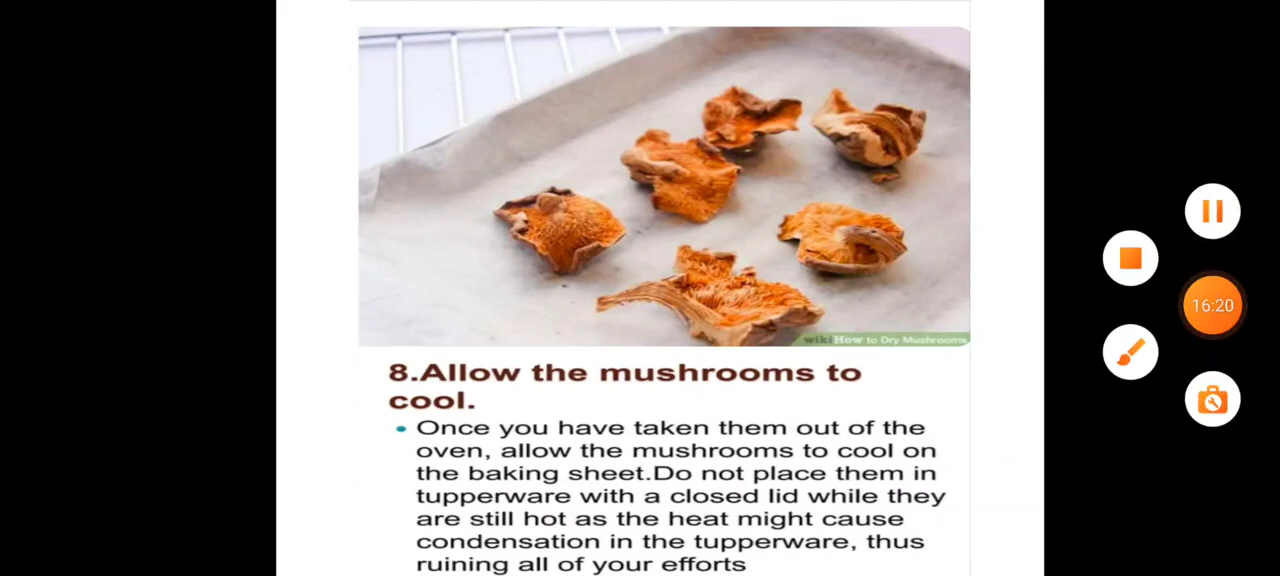 wikiHow to Dry Mushrooms
16:20
8.Allow the mushrooms to
cool.
• Once you have taken them out of the
oven, allow the mushrooms to cool on
the baking sheet.Do not place them in
tupperware with a closed lid while they
are still hot as the heat might cause
condensation in the tupperware, thus
ruining all of your efforts